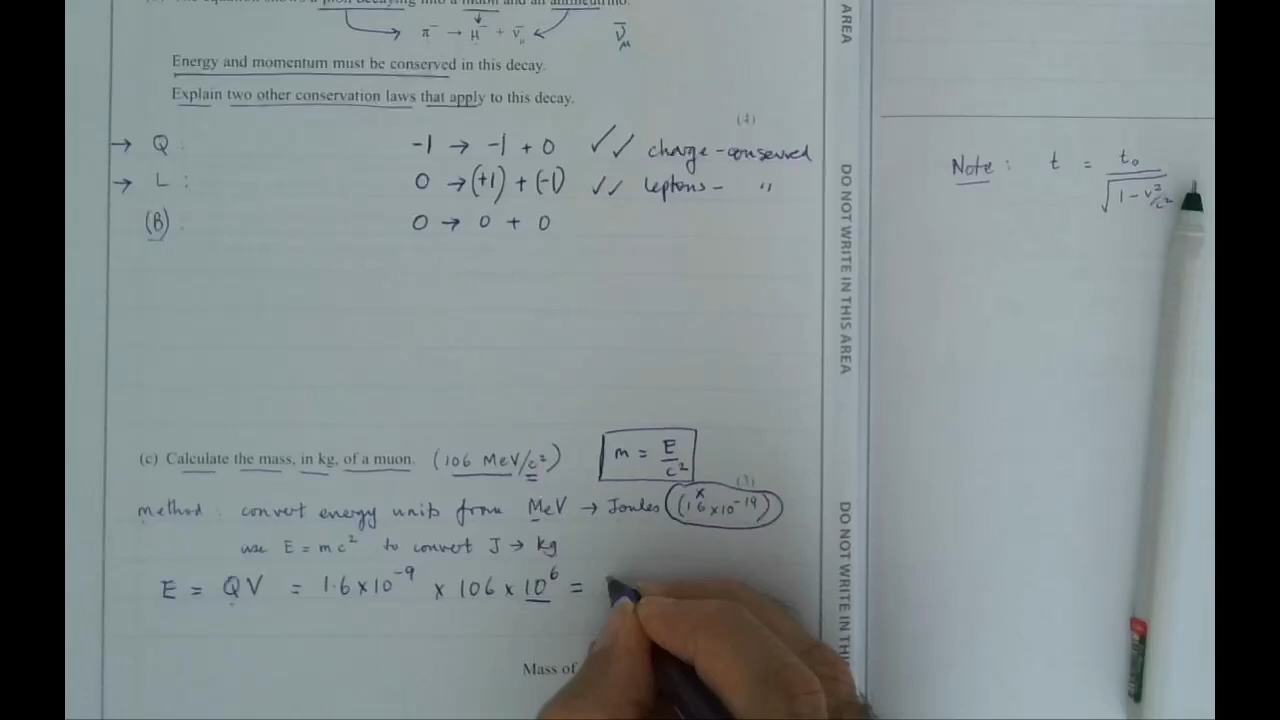 π⁻ → μ⁻ + ν̄_μ ν̄_μ
Energy and momentum must be conserved in this decay.
Explain two other conservation laws that apply to this decay.
(4)
→ Q : -1 → -1 + 0 ✓✓ charge - conserved
→ L : 0 → (+1) + (-1) ✓✓ leptons - "
(B) : 0 → 0 + 0
(c) Calculate the mass, in kg, of a muon. (106 MeV/c²) m = E/c²
(3)
method : convert energy units from MeV → Joules (1.6 × 10⁻¹⁹)
use E = mc² to convert J → kg
E = QV = 1.6 × 10⁻⁹ × 106 × 10⁶ =
Mass of
AREA
DO NOT WRITE IN THIS AREA
DO NOT WRITE IN THI
Note : t = t₀ / √(1 - v²/c²)